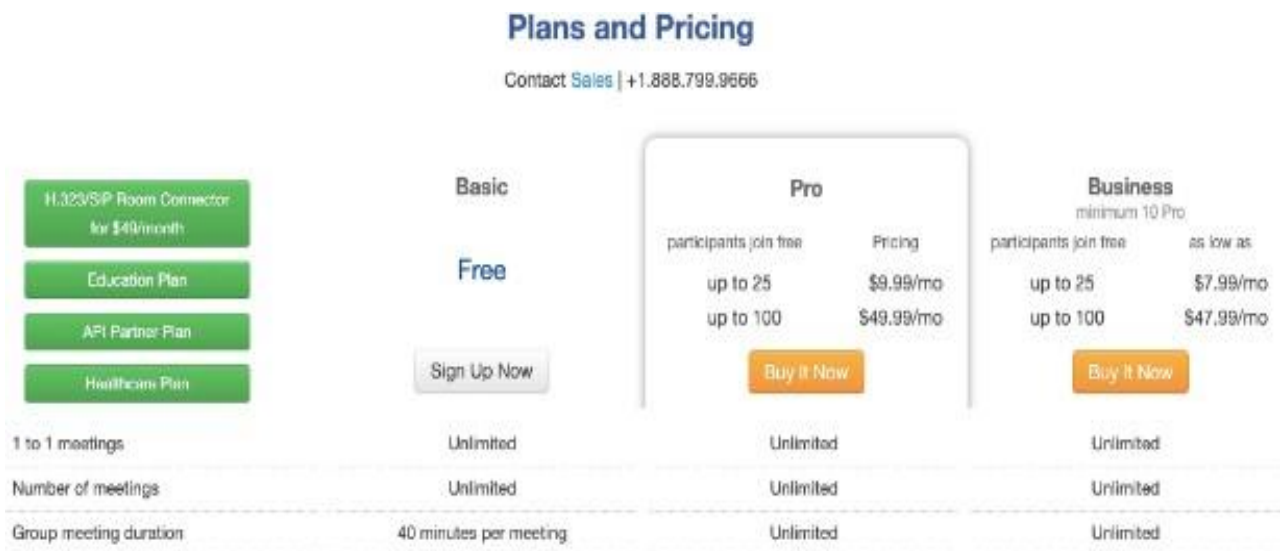 Plans and Pricing
Contact Sales | +1.888.799.9666
H.323/SIP Room Connector
for $49/month
Education Plan
API Partner Plan
Healthcare Plan
Basic
Free
Sign Up Now
Pro
participants join free Pricing
up to 25 $9.99/mo
up to 100 $49.99/mo
Buy It Now
Business
minimum 10 Pro
participants join free as low as
up to 25 $7.99/mo
up to 100 $47.99/mo
Buy It Now
1 to 1 meetings Unlimited Unlimited Unlimited
Number of meetings Unlimited Unlimited Unlimited
Group meeting duration 40 minutes per meeting Unlimited Unlimited